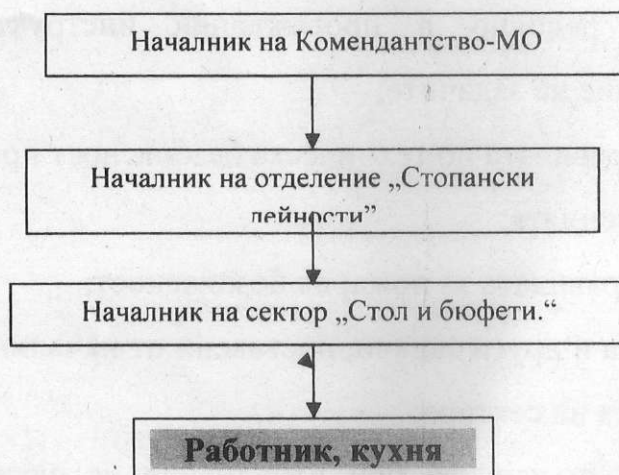 Началник на Комендантство-МО
Началник на отделение „Стопански
дейности”
Началник на сектор „Стол и бюфети.“
Работник, кухня